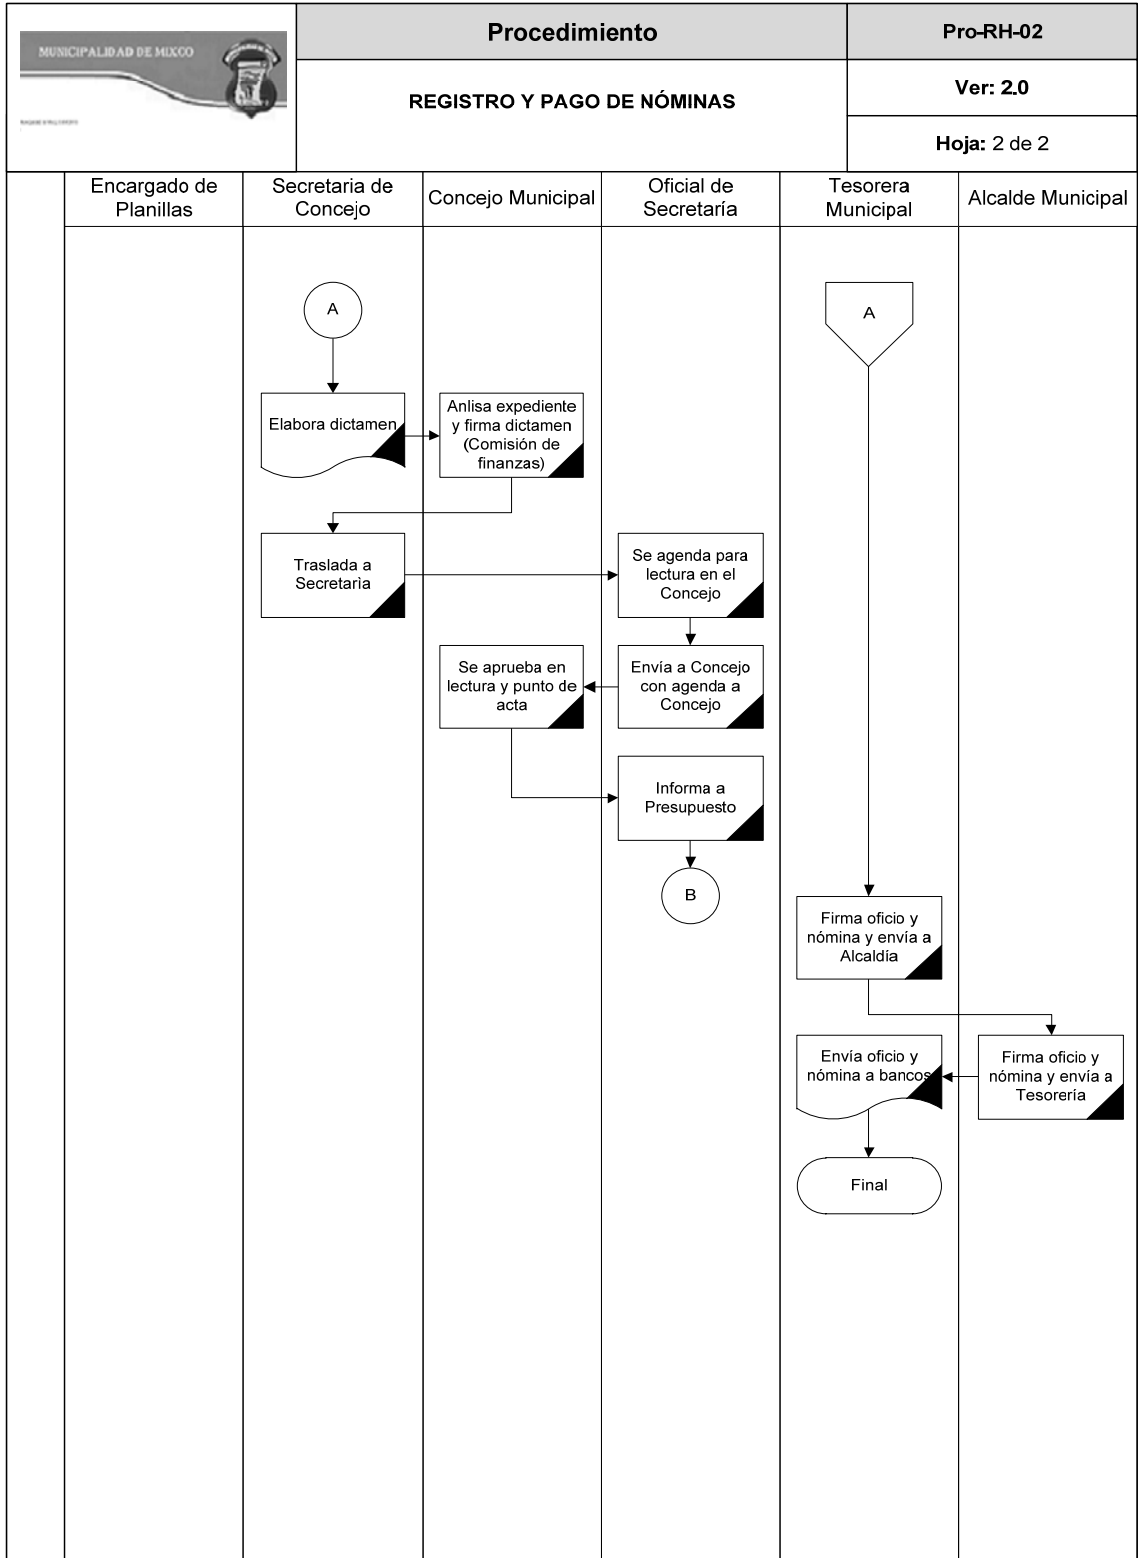 MUNICIPALIDAD DE MIXCO
Procedimiento
Pro-RH-02
REGISTRO Y PAGO DE NÓMINAS
Ver: 2.0
Hoja: 2 de 2
Encargado de
Planillas
Secretaria de
Concejo
Concejo Municipal
Oficial de
Secretaría
Tesorera
Municipal
Alcalde Municipal
A
A
Elabora dictamen
Anlisa expediente
y firma dictamen
(Comisión de
finanzas)
Traslada a
Secretarìa
Se agenda para
lectura en el
Concejo
Se aprueba en
lectura y punto de
acta
Envía a Concejo
con agenda a
Concejo
Informa a
Presupuesto
B
Firma oficio y
nómina y envía a
Alcaldía
Envía oficio y
nómina a bancos
Firma oficio y
nómina y envía a
Tesorería
Final